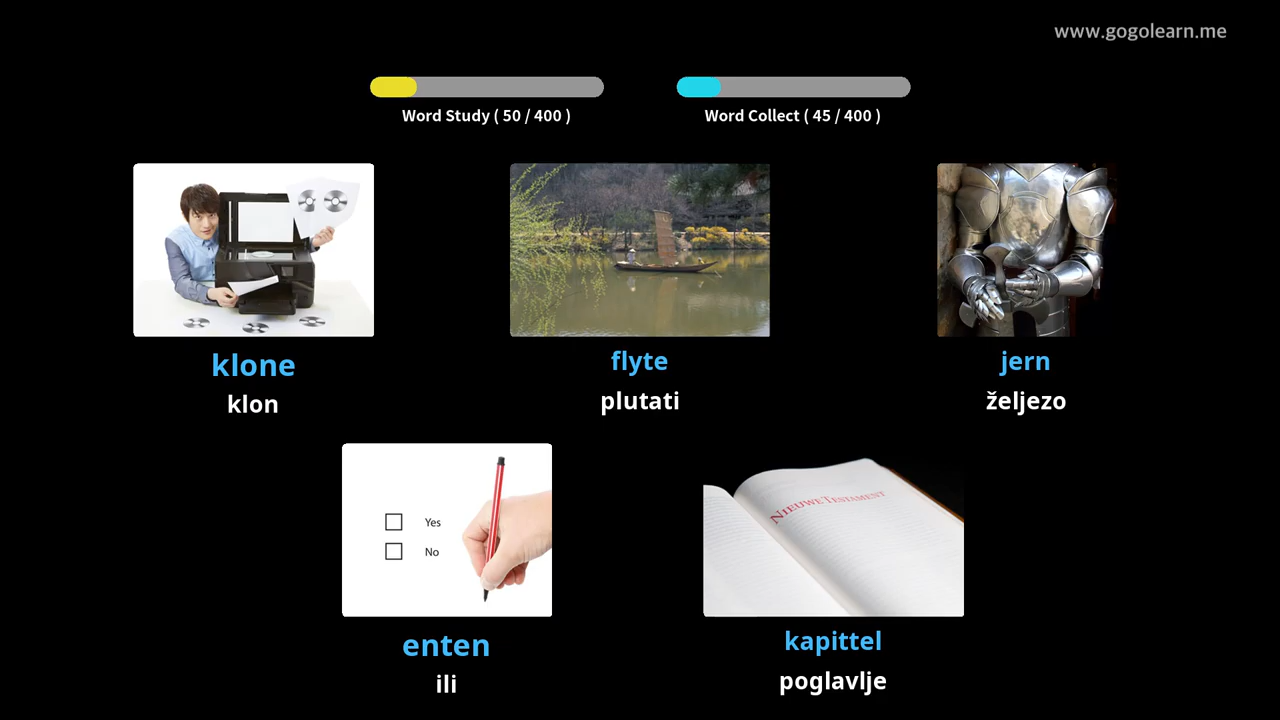 www.gogolearn.me
Word Study ( 50 / 400 )
Word Collect ( 45 / 400 )
klone
klon
flyte
plutati
jern
željezo
Yes
No
NIEUWE TESTAMENT
enten
ili
kapittel
poglavlje